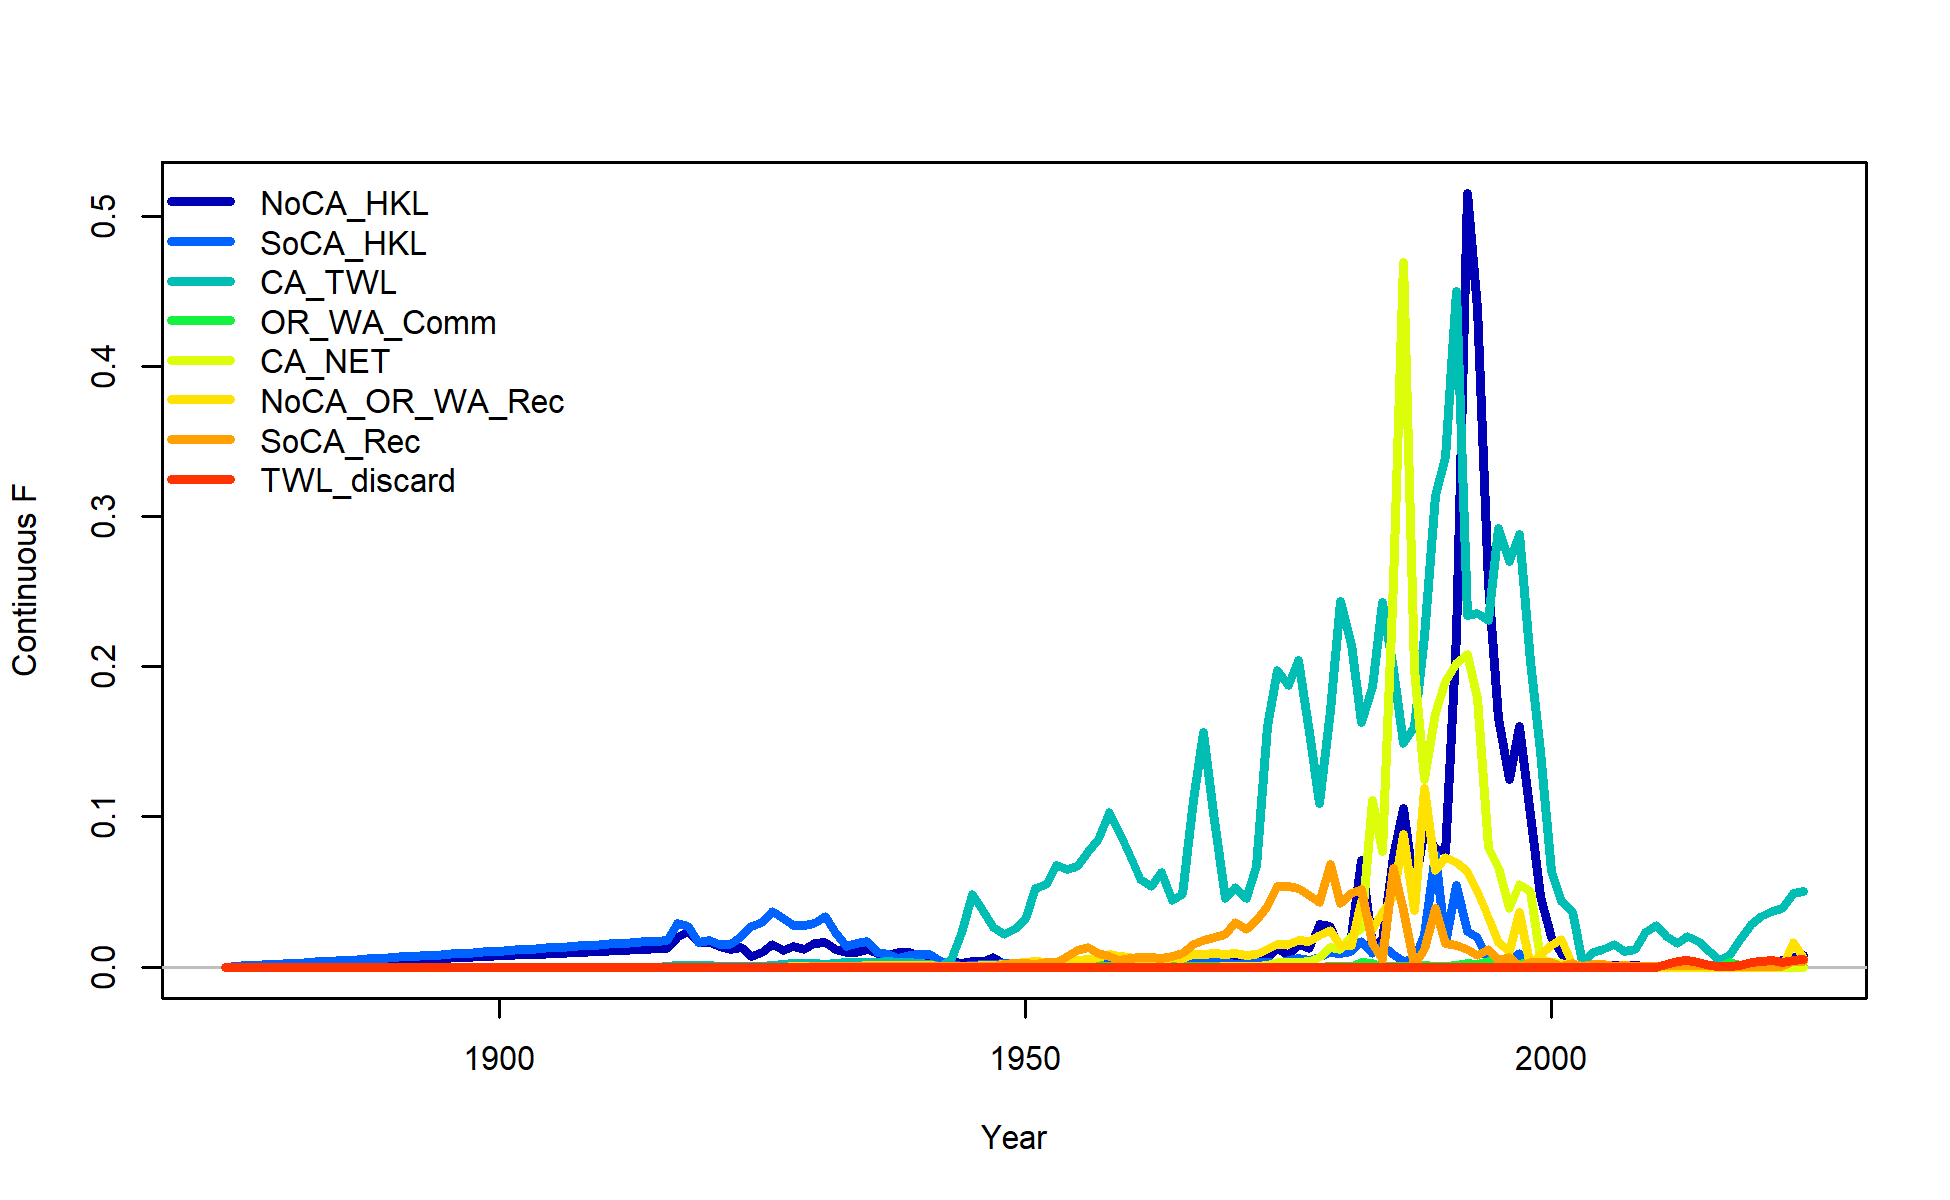 NoCA_HKL
SoCA_HKL
CA_TWL
OR_WA_Comm
CA_NET
NoCA_OR_WA_Rec
SoCA_Rec
TWL_discard
0.5
0.4
0.3
0.2
0.1
0.0
Continuous F
1900 1950 2000
Year